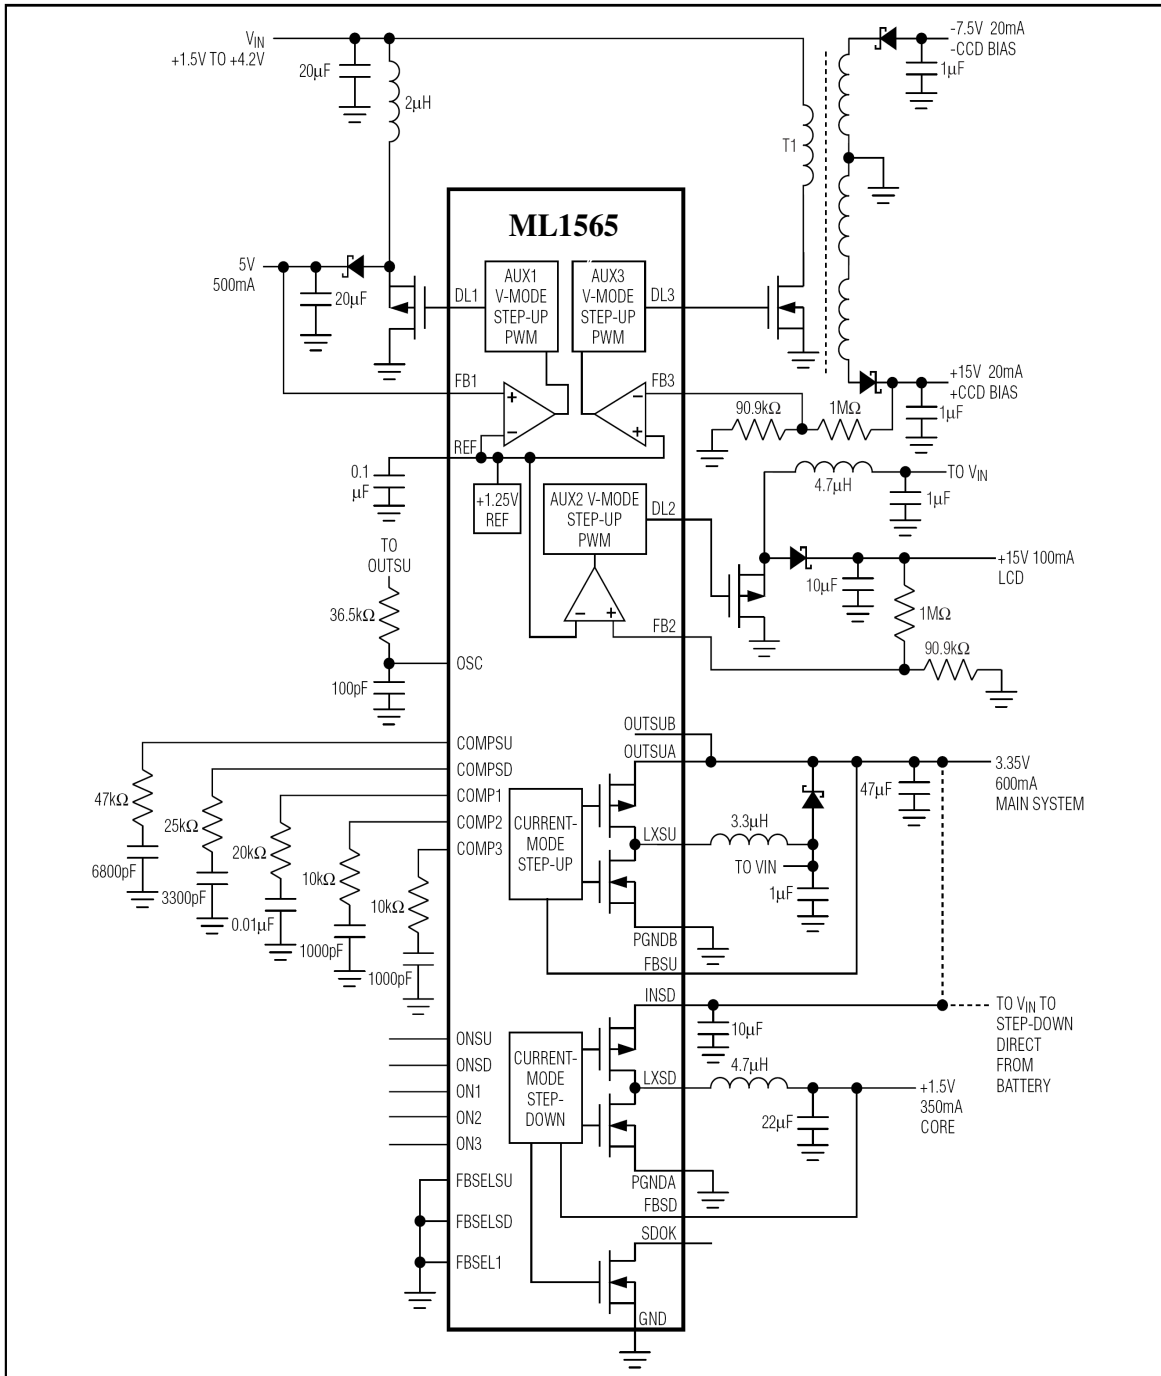 V_IN
+1.5V TO +4.2V
20μF
2μH
T1
-7.5V 20mA
-CCD BIAS
1μF
ML1565
5V
500mA
20μF
DL1
AUX1
V-MODE
STEP-UP
PWM
AUX3
V-MODE
STEP-UP
PWM
DL3
FB1
+
−
FB3
−
+
+15V 20mA
+CCD BIAS
1μF
90.9kΩ
1MΩ
REF
0.1
μF
+1.25V
REF
AUX2 V-MODE
STEP-UP
PWM
DL2
4.7μH
TO V_IN
1μF
TO
OUTSU
36.5kΩ
+15V 100mA
LCD
10μF
1MΩ
− +
FB2
90.9kΩ
OSC
100pF
OUTSUB
OUTSUA
COMPSU
COMPSD
COMP1
COMP2
COMP3
47kΩ
6800pF
25kΩ
3300pF
20kΩ
0.01μF
10kΩ
1000pF
10kΩ
1000pF
CURRENT-
MODE
STEP-UP
LXSU
3.3μH
TO VIN
1μF
47μF
3.35V
600mA
MAIN SYSTEM
PGNDB
FBSU
INSD
10μF
TO V_IN TO
STEP-DOWN
DIRECT
FROM
BATTERY
ONSU
ONSD
ON1
ON2
ON3
CURRENT-
MODE
STEP-
DOWN
LXSD
4.7μH
22μF
+1.5V
350mA
CORE
PGNDA
FBSD
FBSELSU
FBSELSD
FBSEL1
SDOK
GND